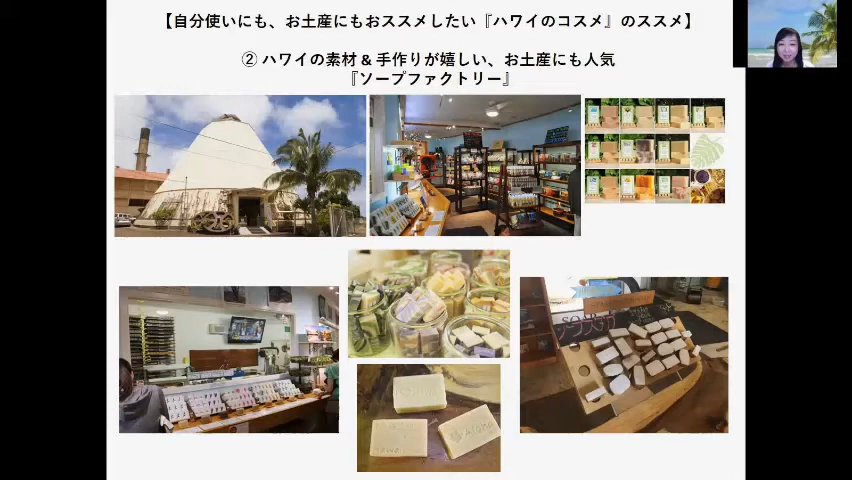 【自分使いにも、お土産にもおススメしたい『ハワイのコスメ』のススメ】
② ハワイの素材 & 手作りが嬉しい、お土産にも人気
『ソープファクトリー』